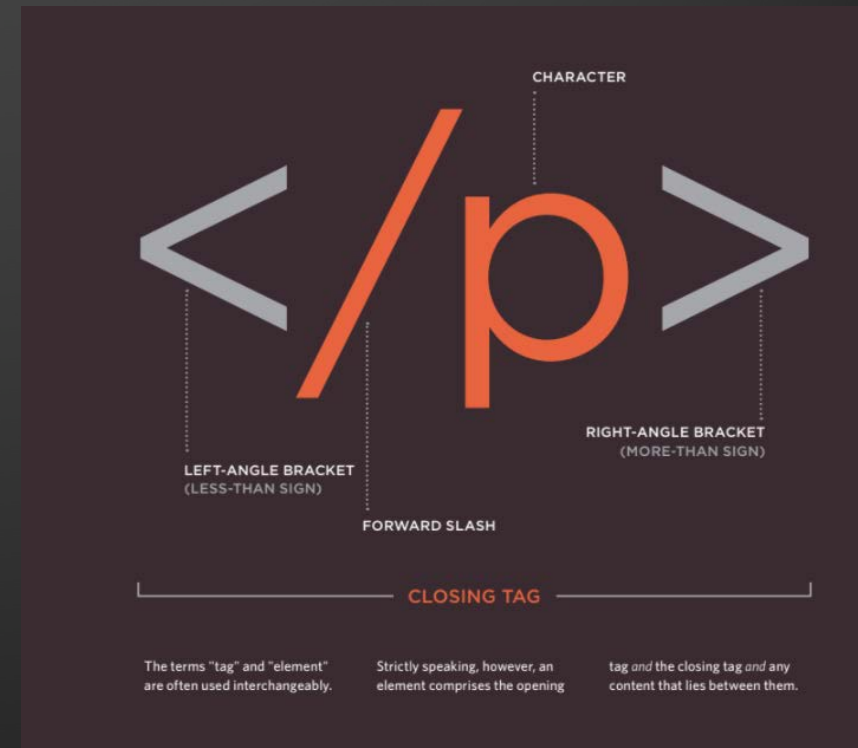 CHARACTER
</p>
RIGHT-ANGLE BRACKET
(MORE-THAN SIGN)
LEFT-ANGLE BRACKET
(LESS-THAN SIGN)
FORWARD SLASH
CLOSING TAG
The terms "tag" and "element"
are often used interchangeably.
Strictly speaking, however, an
element comprises the opening
tag and the closing tag and any
content that lies between them.